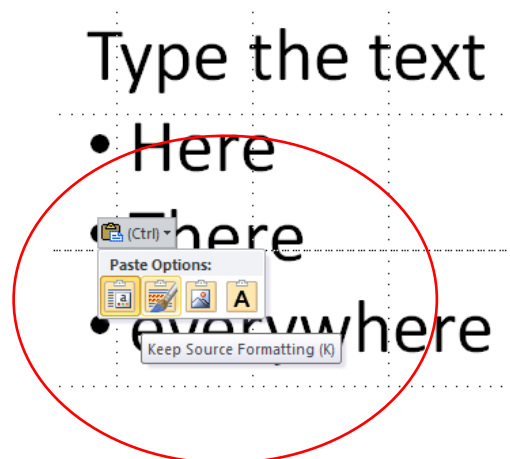 Type the text
• Here
• There
(Ctrl)
Paste Options:
a
A
• everywhere
Keep Source Formatting (K)